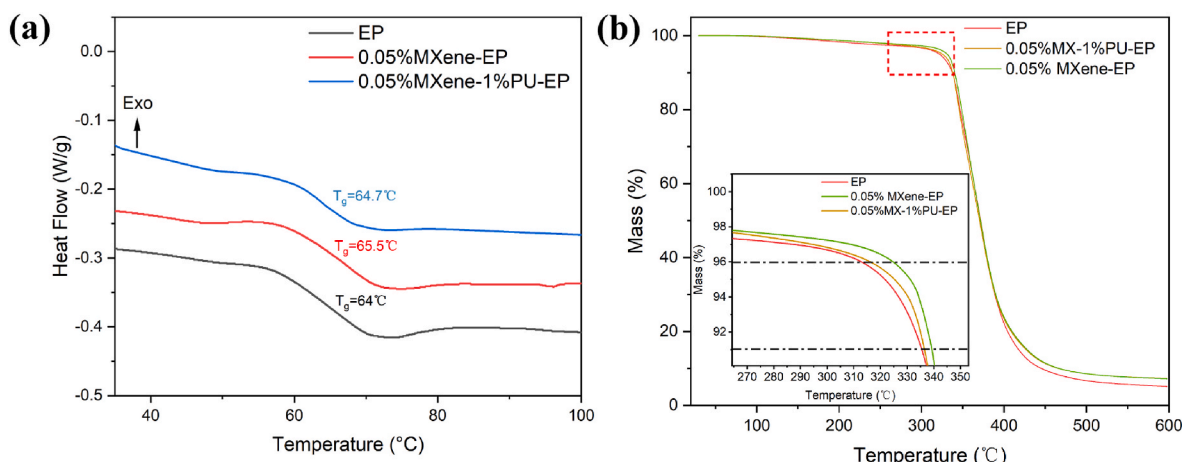 (a)
EP
0.05%MXene-EP
0.05%MXene-1%PU-EP
Exo
Tg=64.7℃
Tg=65.5℃
Tg=64℃
0.0
-0.1
-0.2
-0.3
-0.4
-0.5
40
60
80
100
Heat Flow (W/g)
Temperature (°C)
(b)
EP
0.05%MX-1%PU-EP
0.05% MXene-EP
100
80
60
40
20
0
0
100
200
300
400
500
600
Mass (%)
Temperature (℃)
EP
0.05% MXene-EP
0.05%MX-1%PU-EP
100
98
96
94
92
270
280
290
300
310
320
330
340
350
Mass (%)
Temperature (℃)